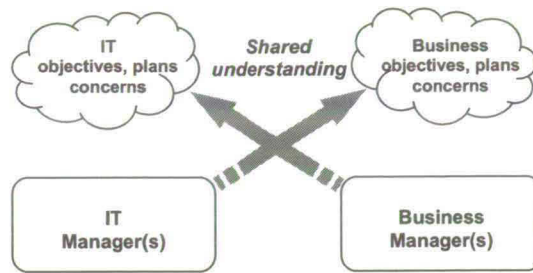 IT
objectives, plans
concerns
Shared
understanding
Business
objectives, plans
concerns
IT
Manager(s)
Business
Manager(s)